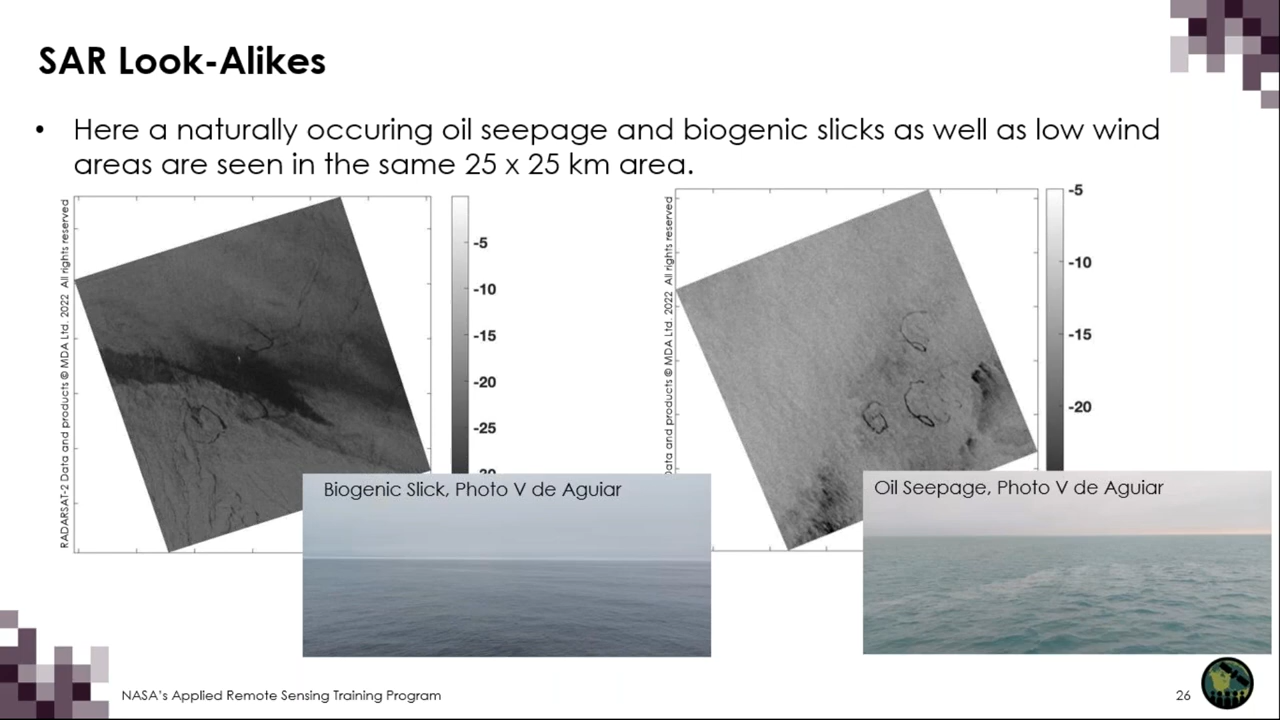 SAR Look-Alikes
• Here a naturally occuring oil seepage and biogenic slicks as well as low wind
areas are seen in the same 25 x 25 km area.
RADARSAT-2 Data and products © MDA Ltd. 2022 All rights reserved
-5
-10
-15
-20
-25
Data and products © MDA Ltd. 2022 All rights reserved
-5
-10
-15
-20
Biogenic Slick, Photo V de Aguiar
Oil Seepage, Photo V de Aguiar
NASA's Applied Remote Sensing Training Program
26